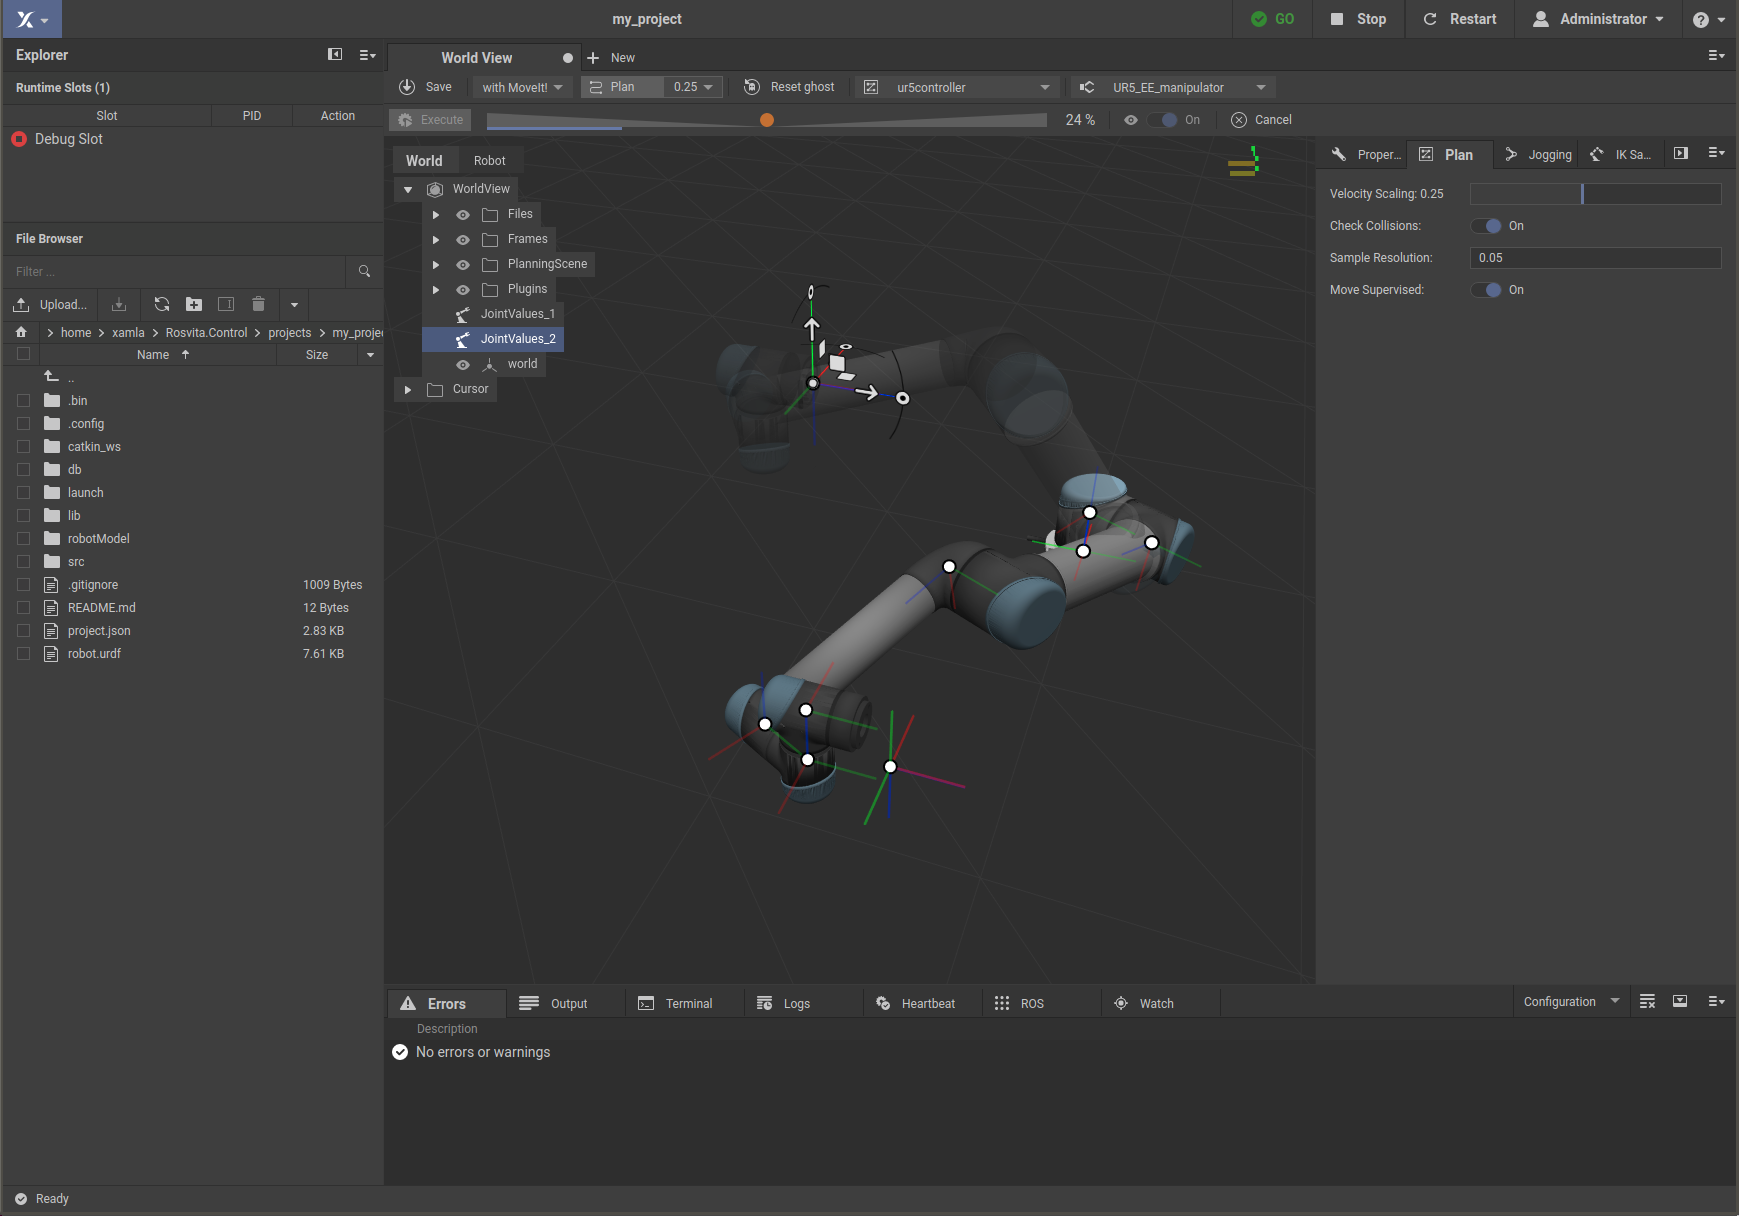 my_project
GO
Stop
Restart
Administrator
Explorer
Runtime Slots (1)
Slot PID Action
Debug Slot
File Browser
Filter ...
Upload...
home xamla Rosvita.Control projects my_proje
Name Size
..
.bin
.config
catkin_ws
db
launch
lib
robotModel
src
.gitignore 1009 Bytes
README.md 12 Bytes
project.json 2.83 KB
robot.urdf 7.61 KB
World View
New
Save
with MoveIt!
Plan 0.25
Reset ghost
ur5controller
UR5_EE_manipulator
Execute
24 %
On
Cancel
World Robot
WorldView
Files
Frames
PlanningScene
Plugins
JointValues_1
JointValues_2
world
Cursor
Proper... Plan Jogging IK Sa...
Velocity Scaling: 0.25
Check Collisions: On
Sample Resolution: 0.05
Move Supervised: On
Errors Output Terminal Logs Heartbeat ROS Watch
Configuration
Description
No errors or warnings
Ready